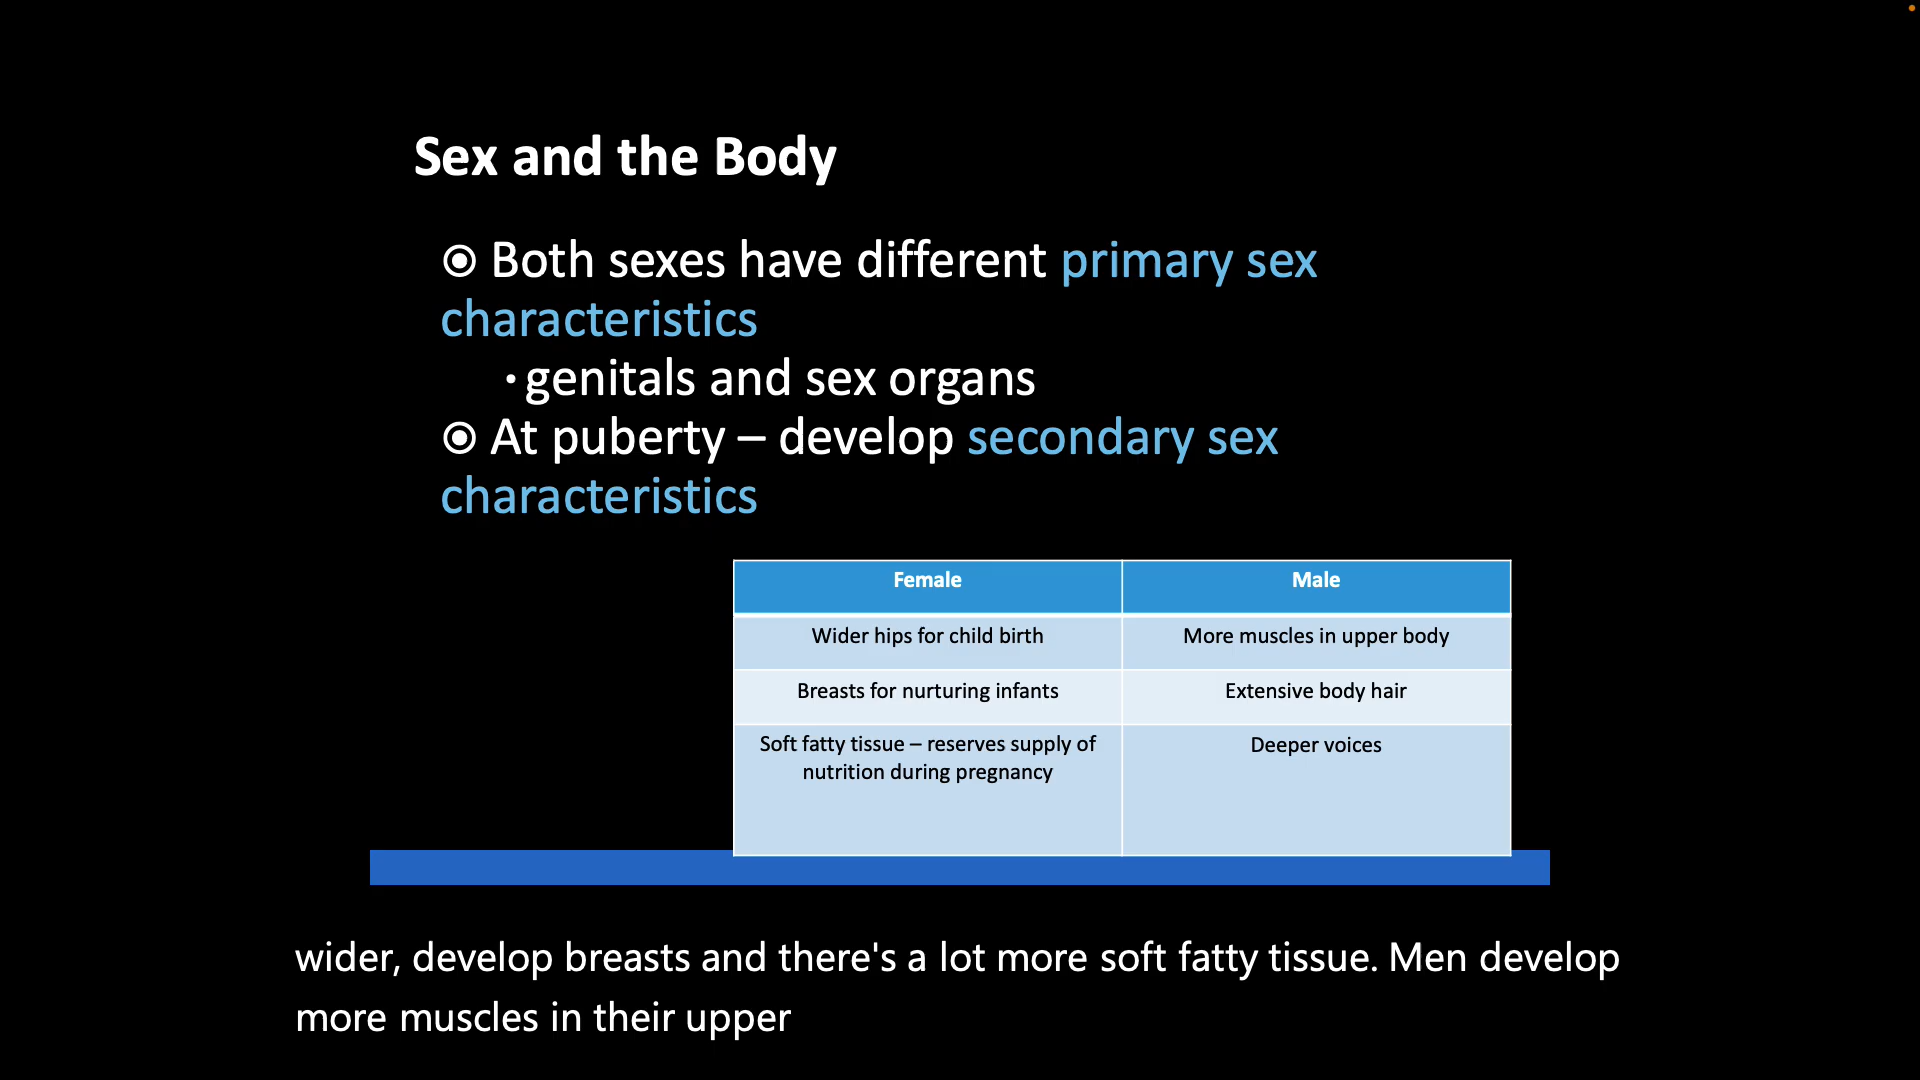 Sex and the Body
⦿ Both sexes have different primary sex
characteristics
• genitals and sex organs
⦿ At puberty – develop secondary sex
characteristics
Female Male
Wider hips for child birth More muscles in upper body
Breasts for nurturing infants Extensive body hair
Soft fatty tissue – reserves supply of Deeper voices
nutrition during pregnancy
wider, develop breasts and there's a lot more soft fatty tissue. Men develop
more muscles in their upper